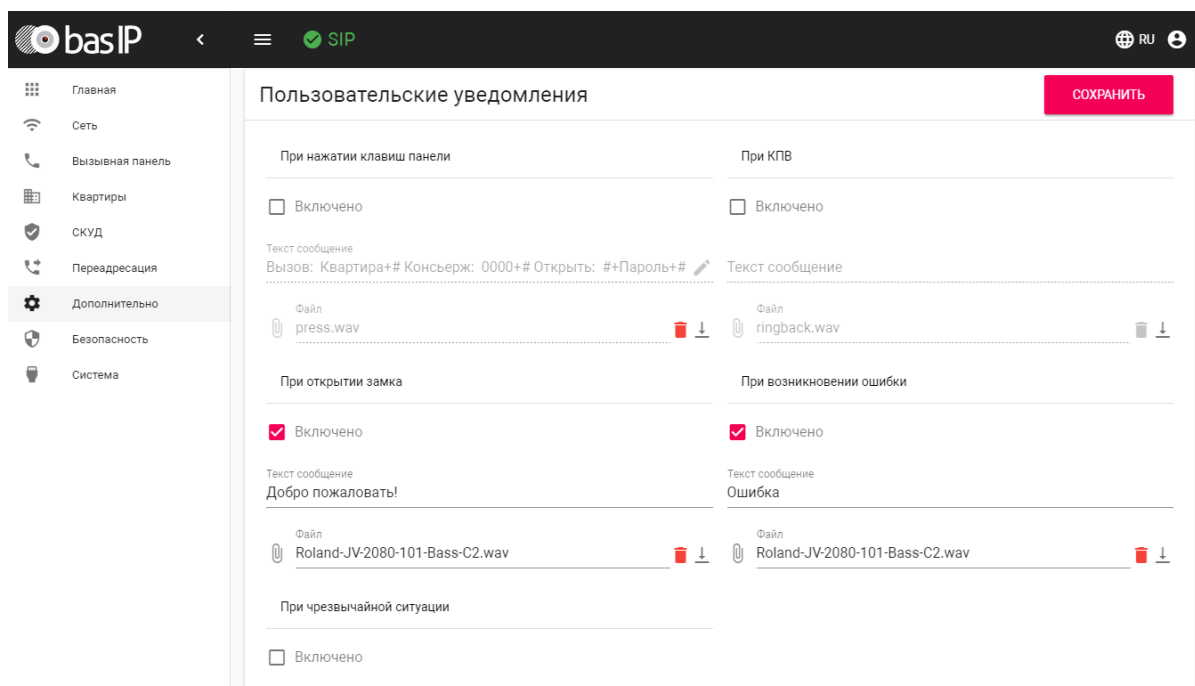 bas IP
SIP
RU
Главная
Сеть
Вызывная панель
Квартиры
СКУД
Переадресация
Дополнительно
Безопасность
Система
Пользовательские уведомления
СОХРАНИТЬ
При нажатии клавиш панели
Включено
Текст сообщение
Вызов: Квартира+# Консьерж: 0000+# Открыть: #+Пароль+#
Файл
press.wav
При КПВ
Включено
Текст сообщение
Файл
ringback.wav
При открытии замка
Включено
Текст сообщение
Добро пожаловать!
Файл
Roland-JV-2080-101-Bass-C2.wav
При возникновении ошибки
Включено
Текст сообщение
Ошибка
Файл
Roland-JV-2080-101-Bass-C2.wav
При чрезвычайной ситуации
Включено